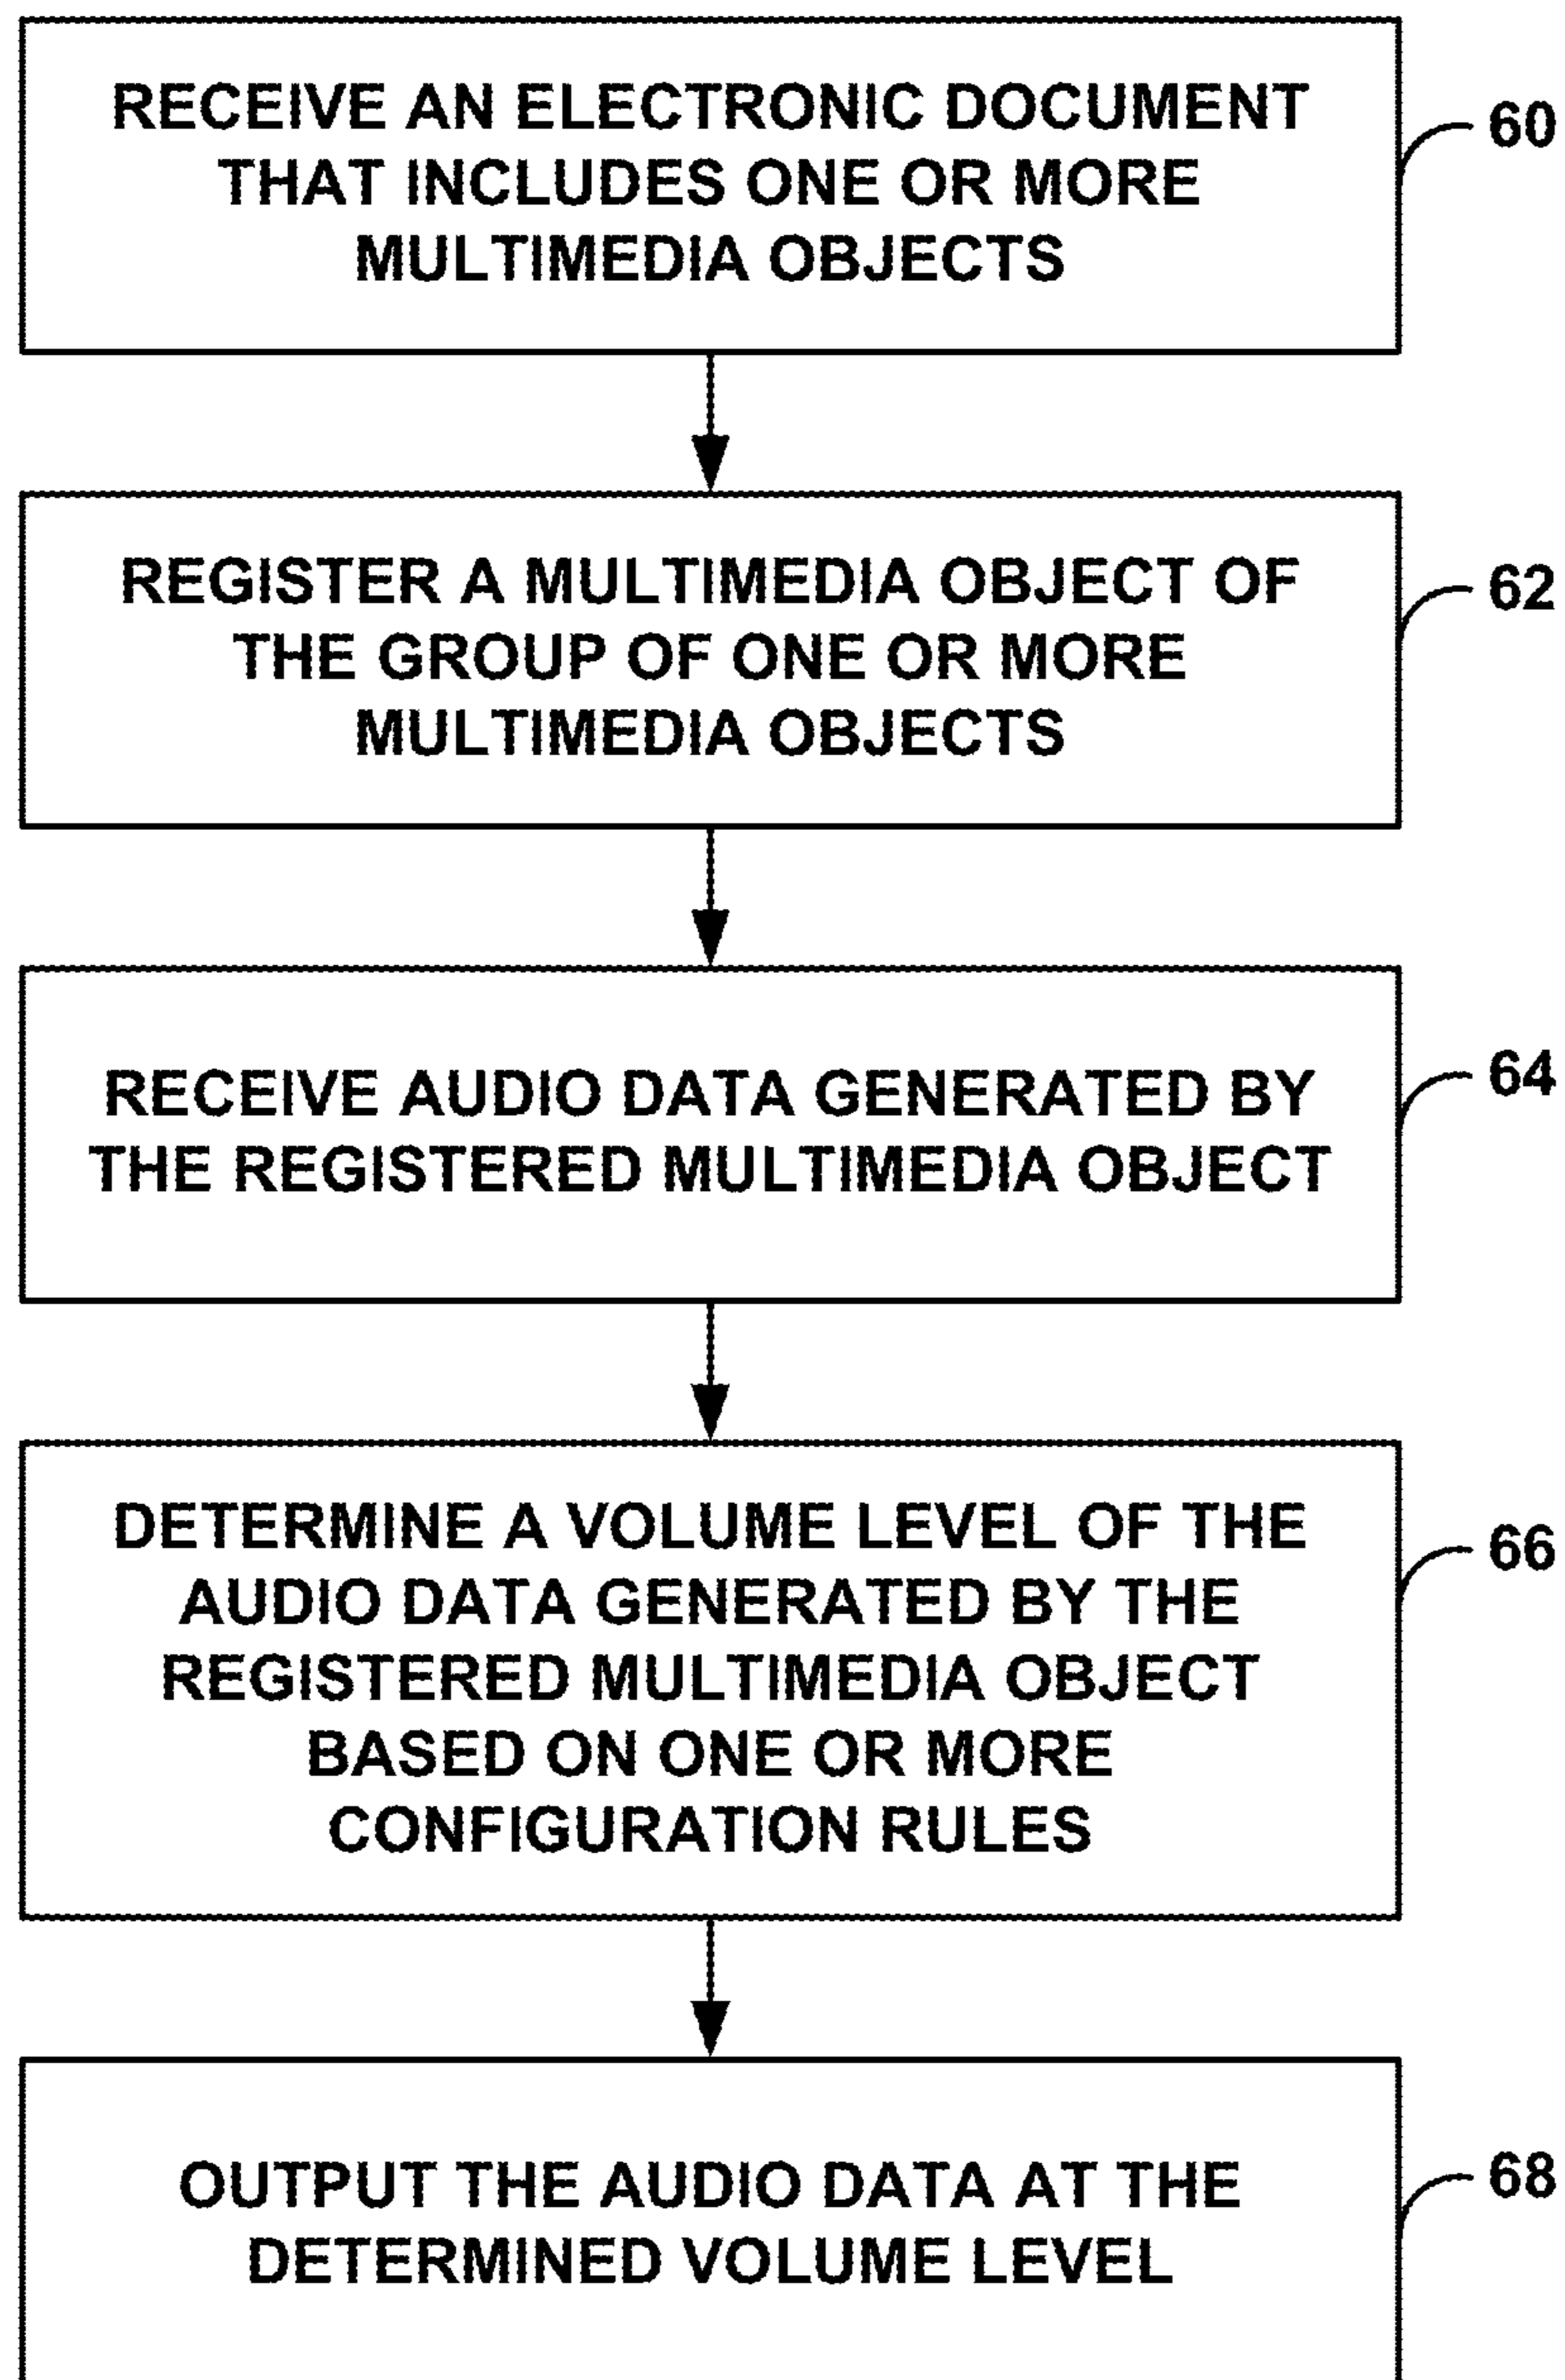 RECEIVE AN ELECTRONIC DOCUMENT
THAT INCLUDES ONE OR MORE
MULTIMEDIA OBJECTS
60
REGISTER A MULTIMEDIA OBJECT OF
THE GROUP OF ONE OR MORE
MULTIMEDIA OBJECTS
62
RECEIVE AUDIO DATA GENERATED BY
THE REGISTERED MULTIMEDIA OBJECT
64
DETERMINE A VOLUME LEVEL OF THE
AUDIO DATA GENERATED BY THE
REGISTERED MULTIMEDIA OBJECT
BASED ON ONE OR MORE
CONFIGURATION RULES
66
OUTPUT THE AUDIO DATA AT THE
DETERMINED VOLUME LEVEL
68